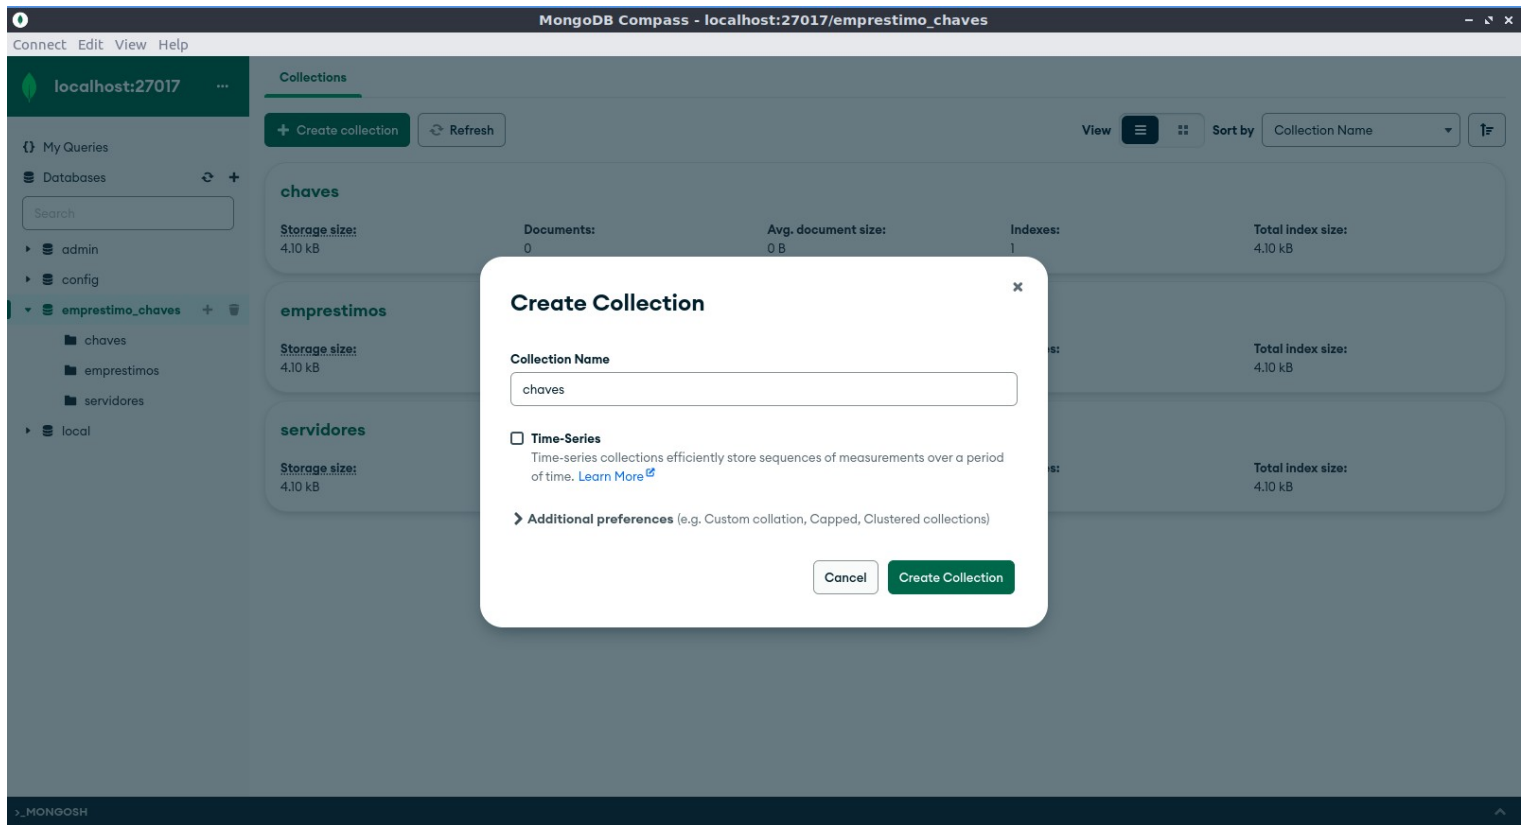 MongoDB Compass - localhost:27017/emprestimo_chaves
Connect Edit View Help
localhost:27017 ...
{} My Queries
Databases
Search
admin
config
emprestimo_chaves
chaves
emprestimos
servidores
local
Collections
+ Create collection Refresh
View Sort by Collection Name
chaves
Storage size: Documents: Avg. document size: Indexes: Total index size:
4.10 kB 0 0 B 1 4.10 kB
emprestimos
Storage size: s: Total index size:
4.10 kB 4.10 kB
servidores
Storage size: s: Total index size:
4.10 kB 4.10 kB
Create Collection
Collection Name
chaves
Time-Series
Time-series collections efficiently store sequences of measurements over a period
of time. Learn More
Additional preferences (e.g. Custom collation, Capped, Clustered collections)
Cancel Create Collection
>_MONGOSH